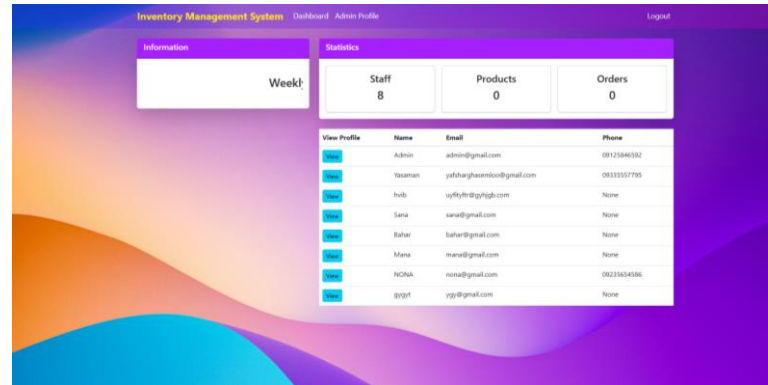 Inventory Management System Dashboard Admin Profile Logout
Information
Weekly
Statistics
Staff Products Orders
8 0 0
View Profile Name Email Phone
View Admin admin@gmail.com 09125846592
View Yasaman yafsharghasemloo@gmail.com 09335557795
View hvib None
View Sana sana@gmail.com None
View Bahar bahar@gmail.com None
View Mana mana@gmail.com None
View NONA nona@gmail.com 09235654586
View gygyt ygy@gmail.com None